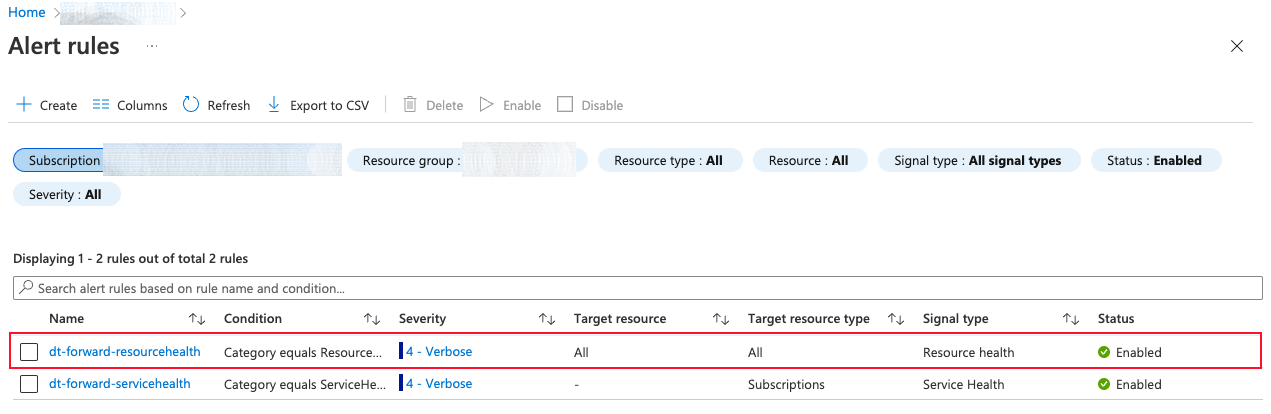 Home
Alert rules ...
Create Columns Refresh Export to CSV Delete Enable Disable
Subscription Resource group : Resource type : All Resource : All Signal type : All signal types Status : Enabled
Severity : All
Displaying 1 - 2 rules out of total 2 rules
Search alert rules based on rule name and condition...
Name Condition Severity Target resource Target resource type Signal type Status
dt-forward-resourcehealth Category equals Resource... 4 - Verbose All All Resource health Enabled
dt-forward-servicehealth Category equals ServiceHe... 4 - Verbose - Subscriptions Service Health Enabled